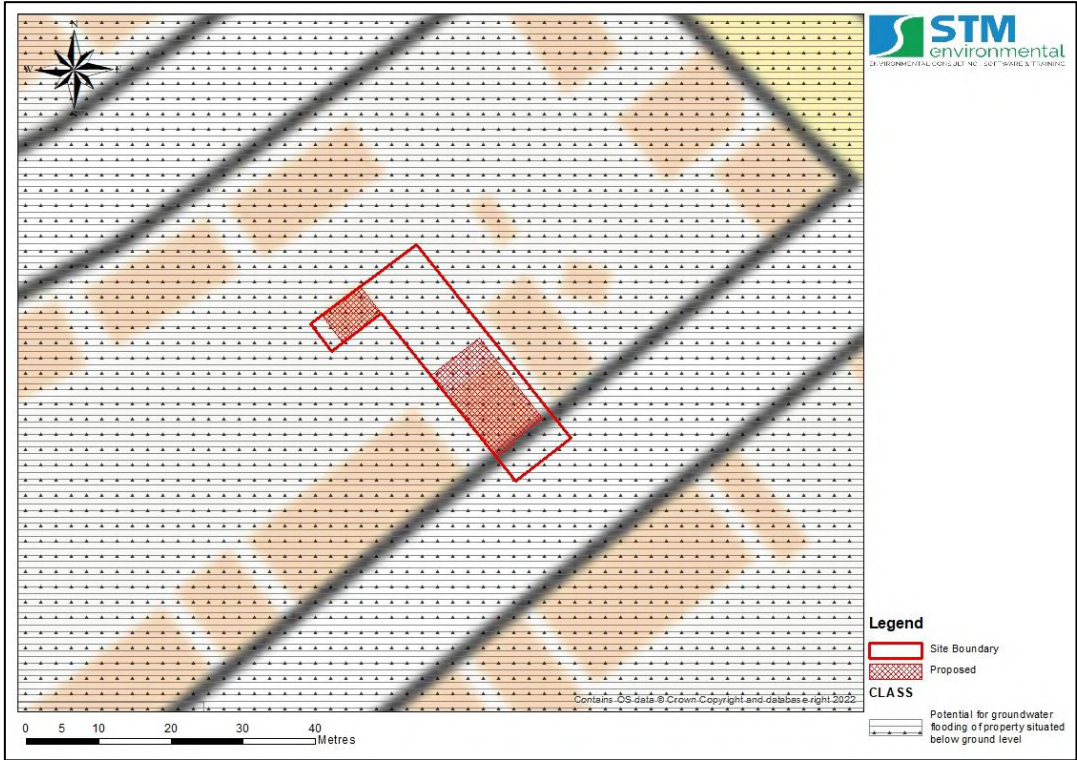 N
W
STM
environmental
ENVIRONMENTAL CONSULTING, SOFTWARE & TRAINING
Contains OS data © Crown Copyright and database right 2022
Legend
Site Boundary
Proposed
CLASS
Potential for groundwater
flooding of property situated
below ground level
0 5 10 20 30 40
Metres